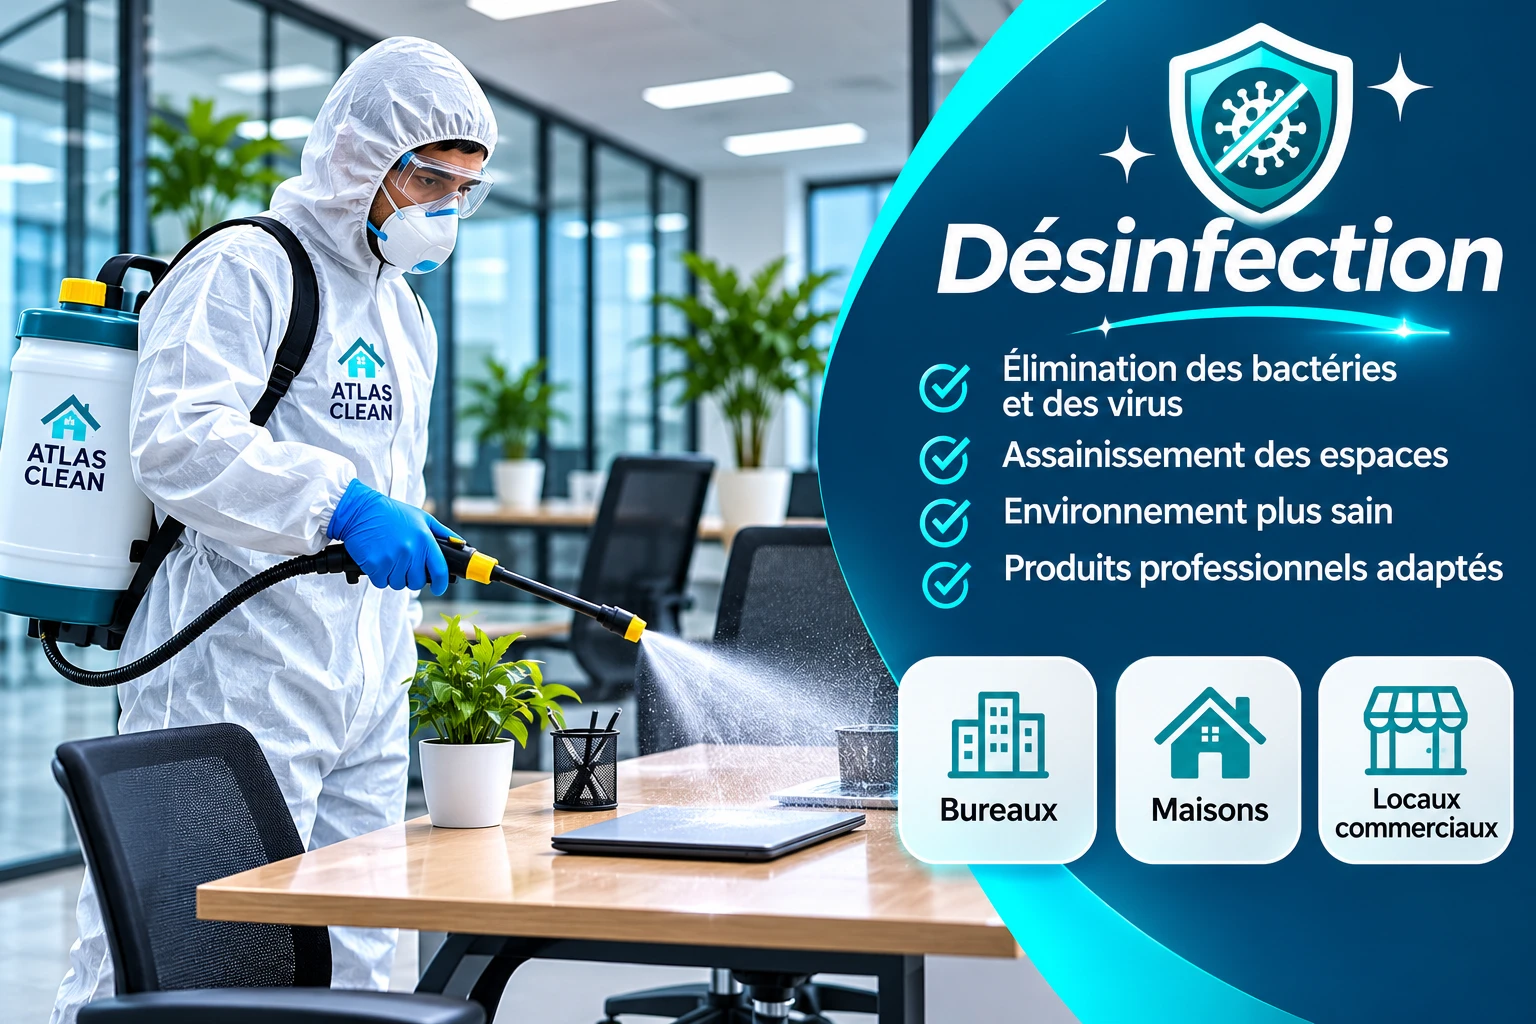 ATLAS
CLEAN
ATLAS
CLEAN
Désinfection
Élimination des bactéries
et des virus
Assainissement des espaces
Environnement plus sain
Produits professionnels adaptés
Bureaux
Maisons
Locaux
commerciaux